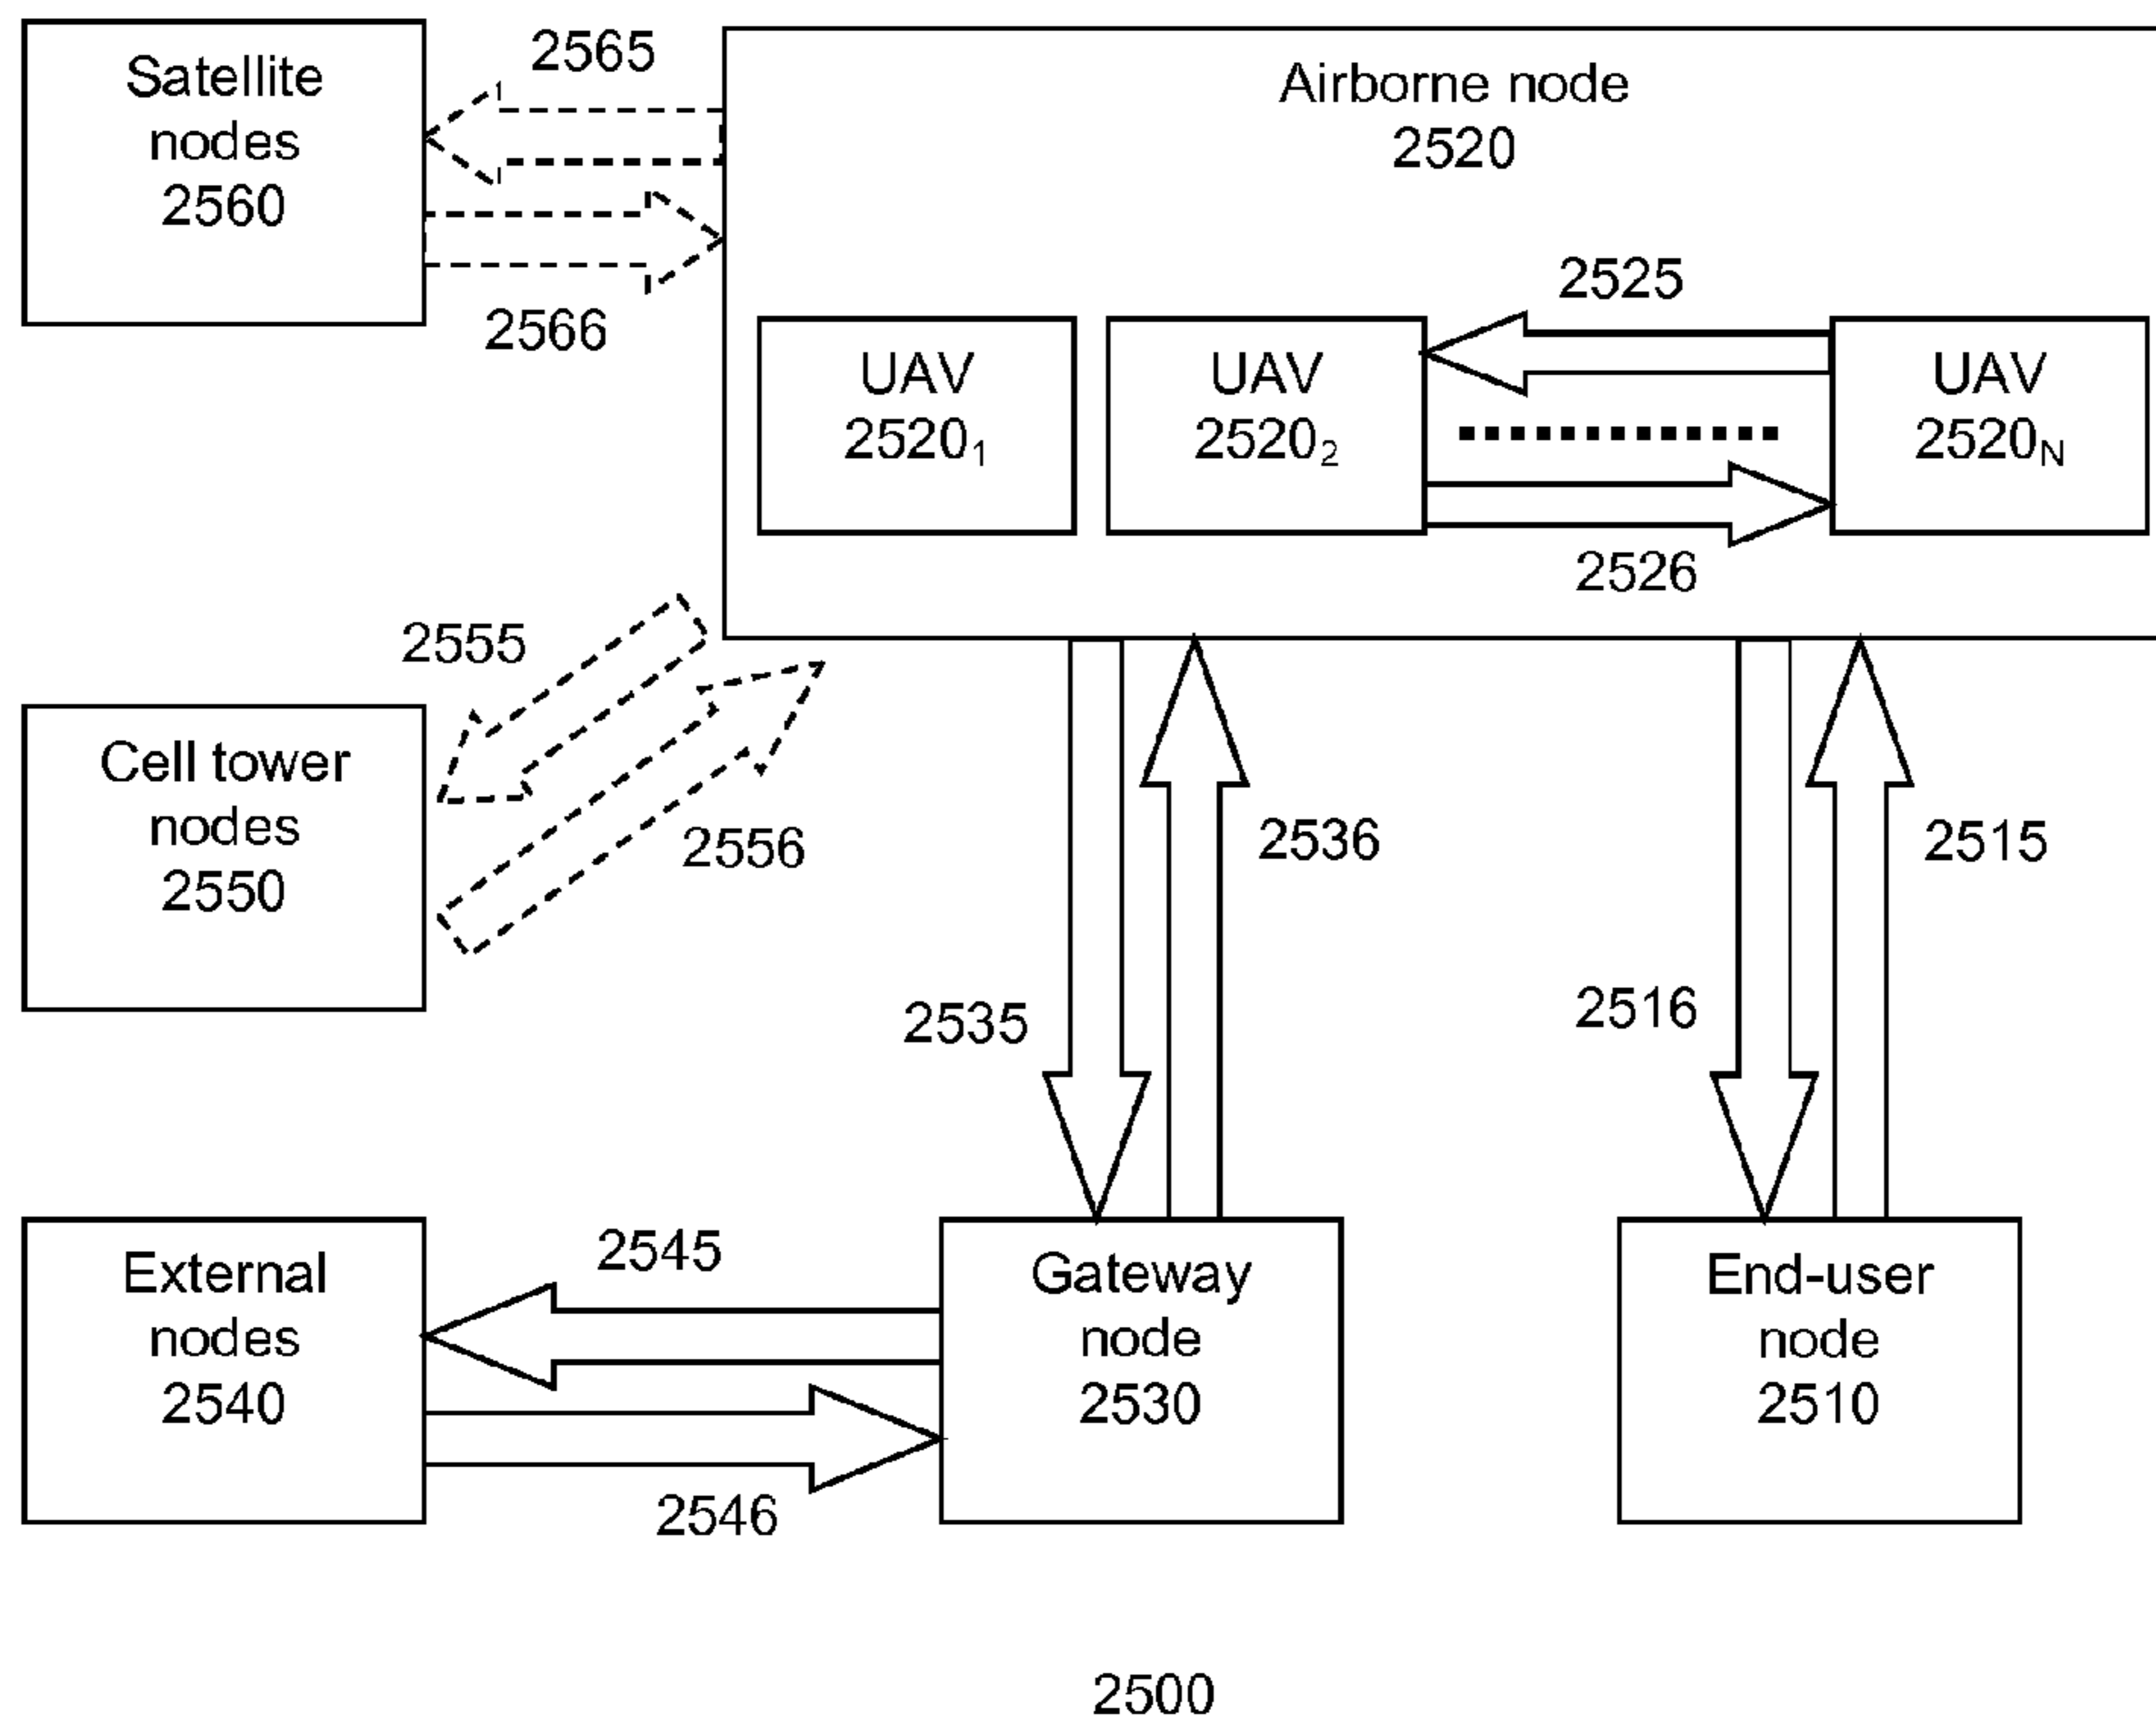 Satellite
nodes
2560
2565
2566
Airborne node
2520
2525
UAV
2520₁
UAV
2520₂
UAV
2520N
2526
2555
2556
Cell tower
nodes
2550
2536
2515
2535
2516
External
nodes
2540
2545
2546
Gateway
node
2530
End-user
node
2510
2500